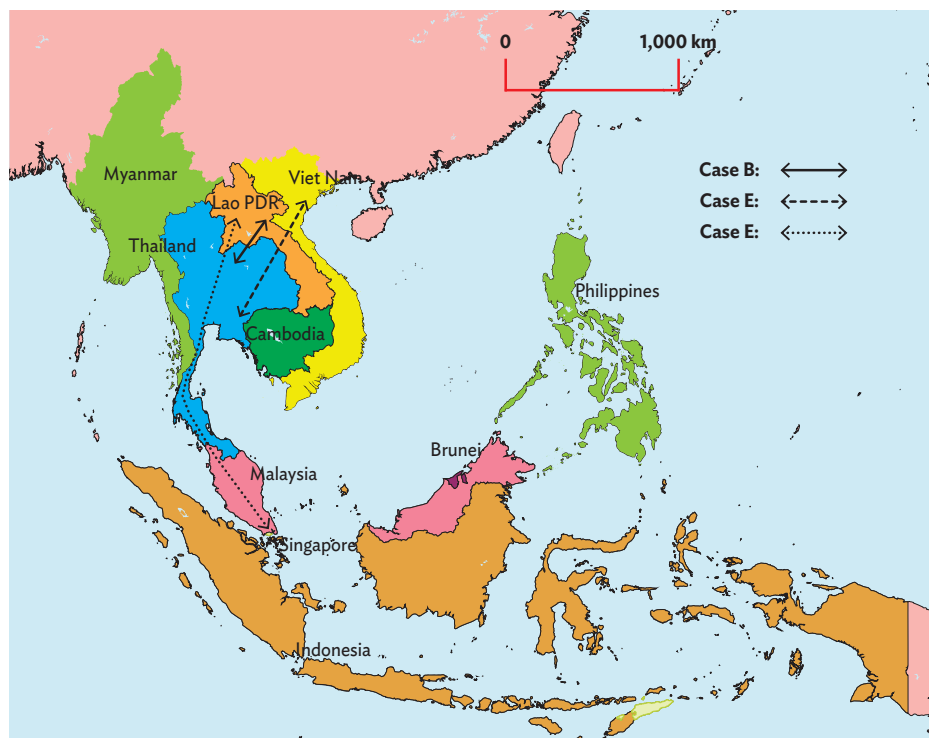 0 1,000 km
Case B:
Case E:
Case E:
Myanmar
Viet Nam
Lao PDR
Thailand
Philippines
Cambodia
Brunei
Malaysia
Singapore
Indonesia